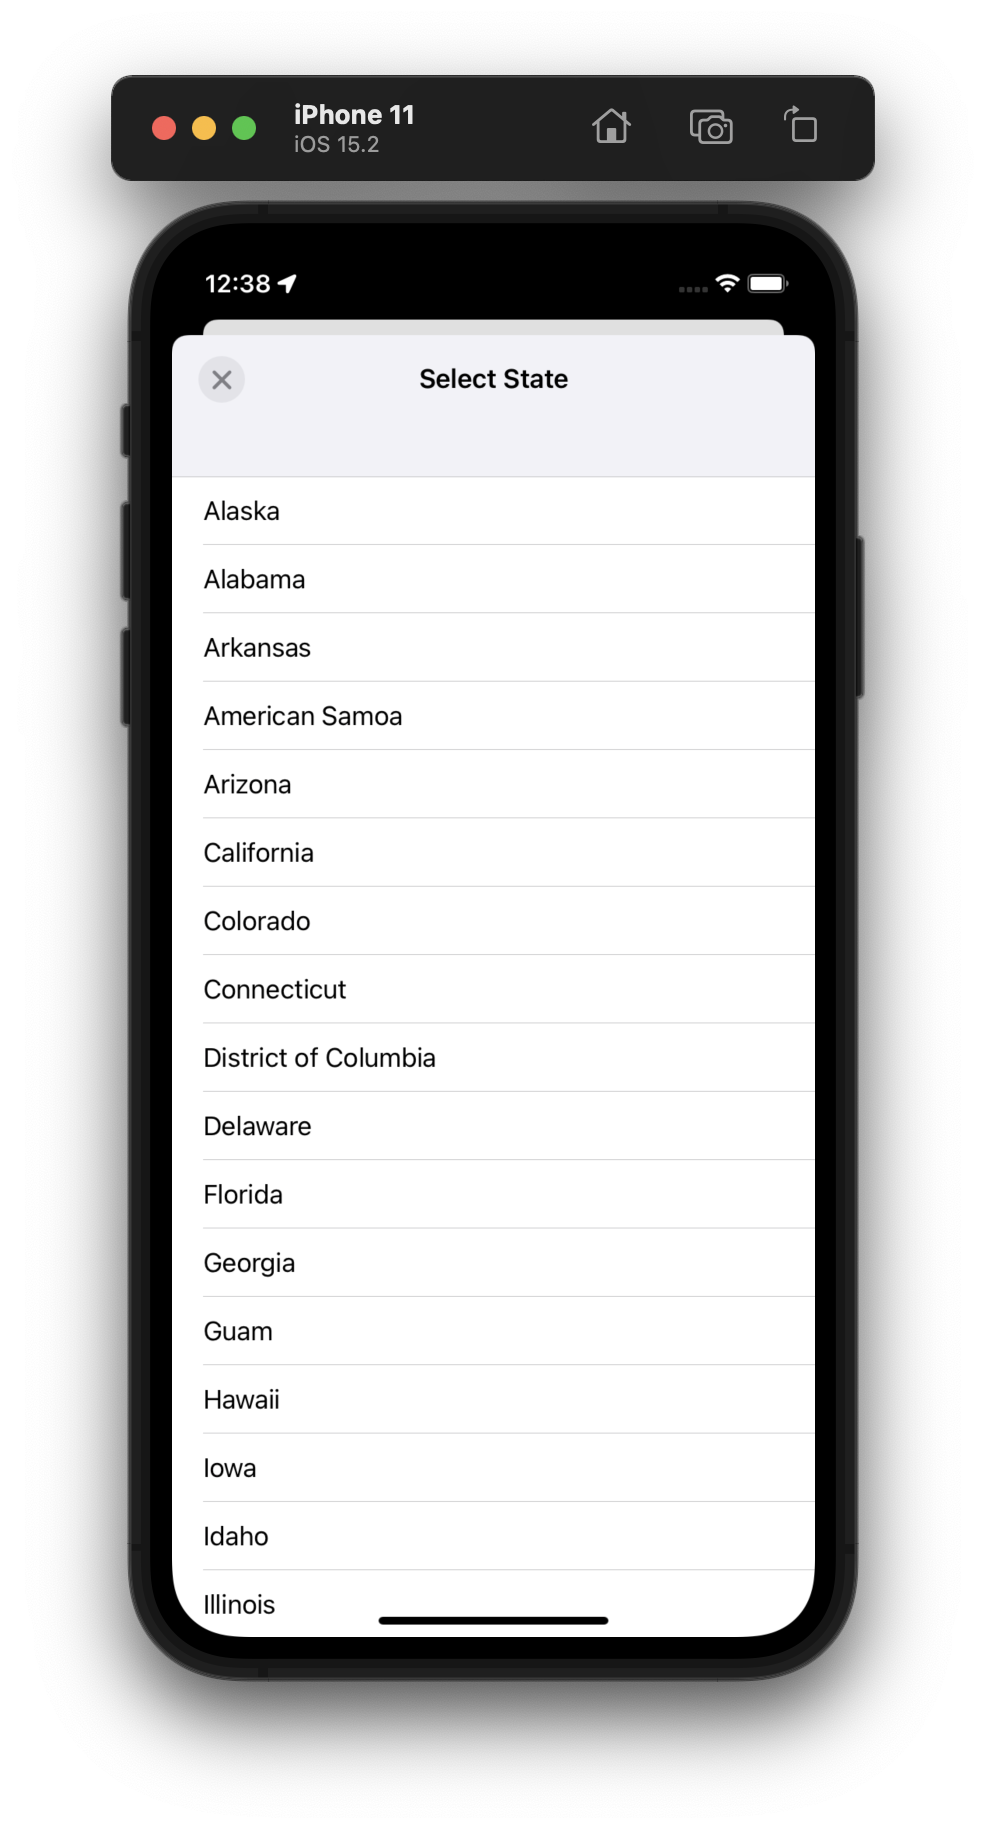 iPhone 11
iOS 15.2
12:38
Select State
Alaska
Alabama
Arkansas
American Samoa
Arizona
California
Colorado
Connecticut
District of Columbia
Delaware
Florida
Georgia
Guam
Hawaii
Iowa
Idaho
Illinois